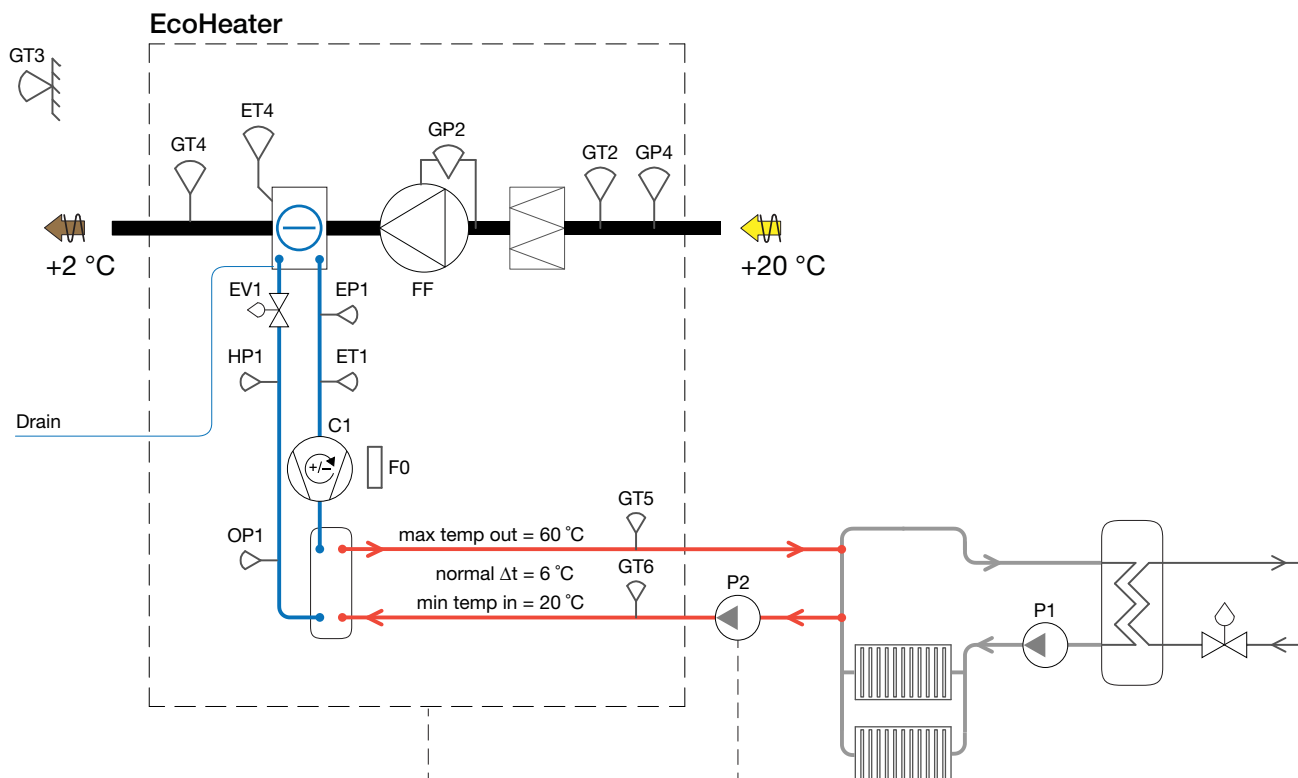 EcoHeater
GT3
ET4
GP2
GT4
GT2
GP4
+2 °C
+20 °C
FF
EV1
EP1
HP1
ET1
Drain
C1
+/−
F0
GT5
OP1
max temp out = 60 °C
normal Δt = 6 °C
GT6
min temp in = 20 °C
P2
P1